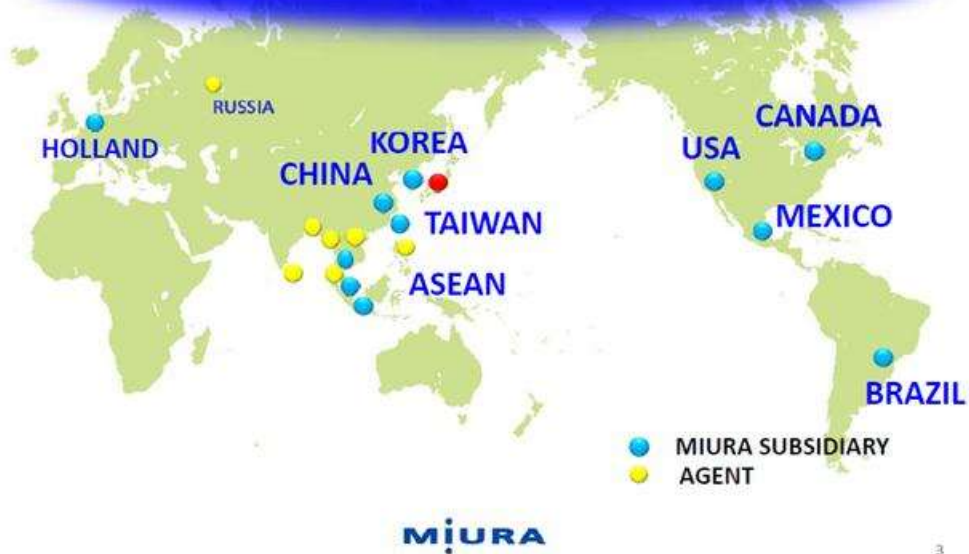 RUSSIA
HOLLAND
KOREA
CHINA
TAIWAN
ASEAN
CANADA
USA
MEXICO
BRAZIL
MIURA SUBSIDIARY
AGENT
MIURA
3